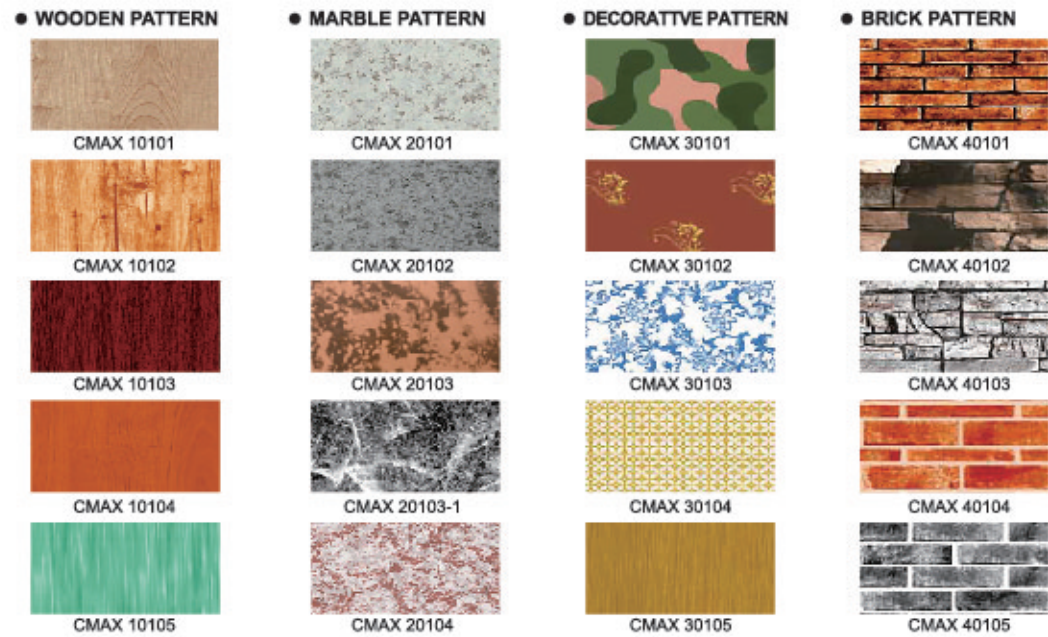 ● WOODEN PATTERN
CMAX 10101
CMAX 10102
CMAX 10103
CMAX 10104
CMAX 10105
● MARBLE PATTERN
CMAX 20101
CMAX 20102
CMAX 20103
CMAX 20103-1
CMAX 20104
● DECORATTVE PATTERN
CMAX 30101
CMAX 30102
CMAX 30103
CMAX 30104
CMAX 30105
● BRICK PATTERN
CMAX 40101
CMAX 40102
CMAX 40103
CMAX 40104
CMAX 40105